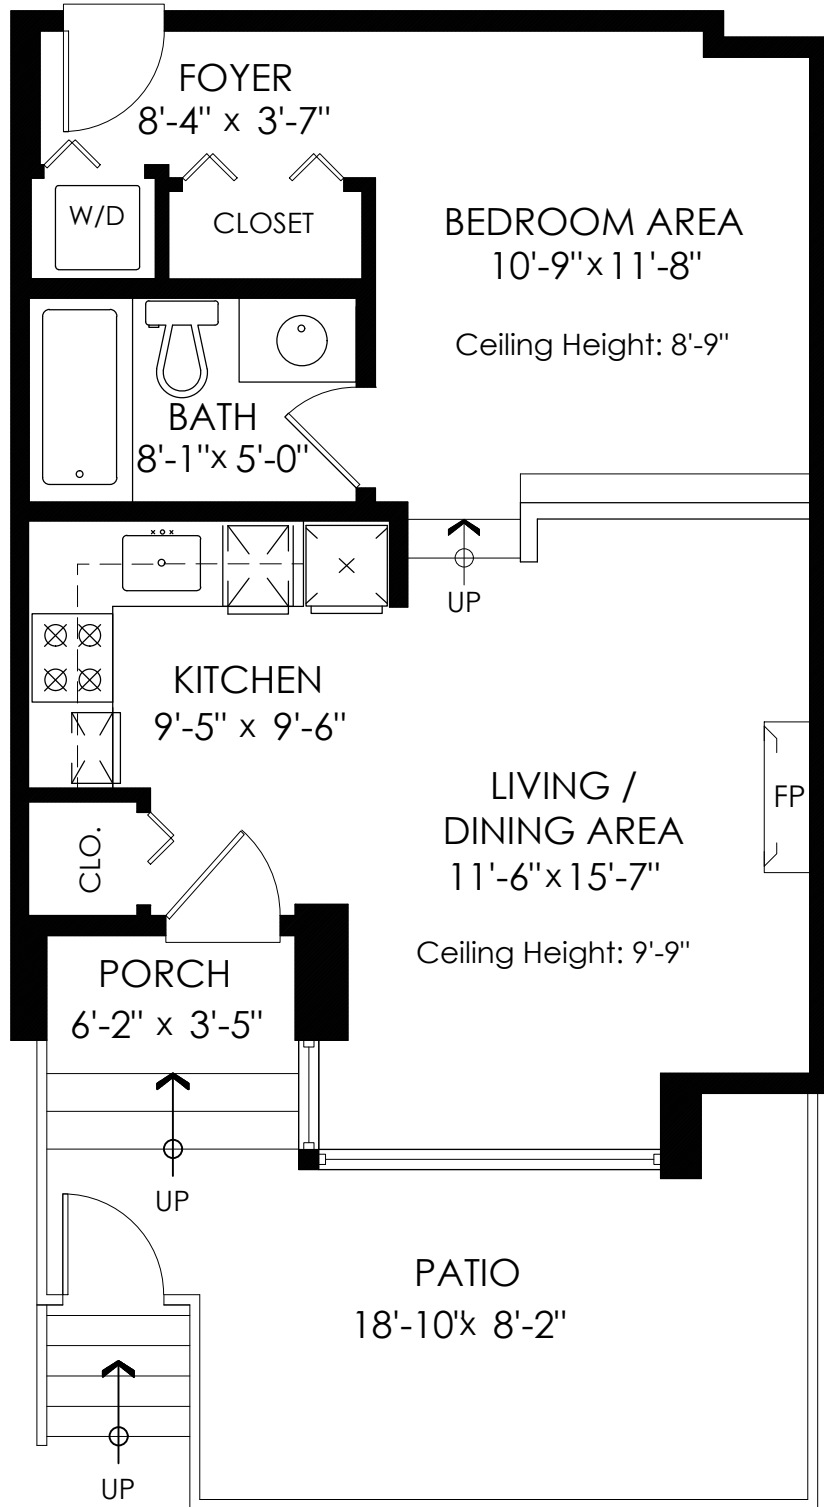 FOYER
8'-4" x 3'-7"
W/D
CLOSET
BEDROOM AREA
10'-9"x11'-8"
Ceiling Height: 8'-9"
BATH
8'-1"x 5'-0"
UP
KITCHEN
9'-5" x 9'-6"
LIVING /
DINING AREA
11'-6"x15'-7"
FP
CLO.
Ceiling Height: 9'-9"
PORCH
6'-2" x 3'-5"
UP
PATIO
18'-10"x 8'-2"
UP